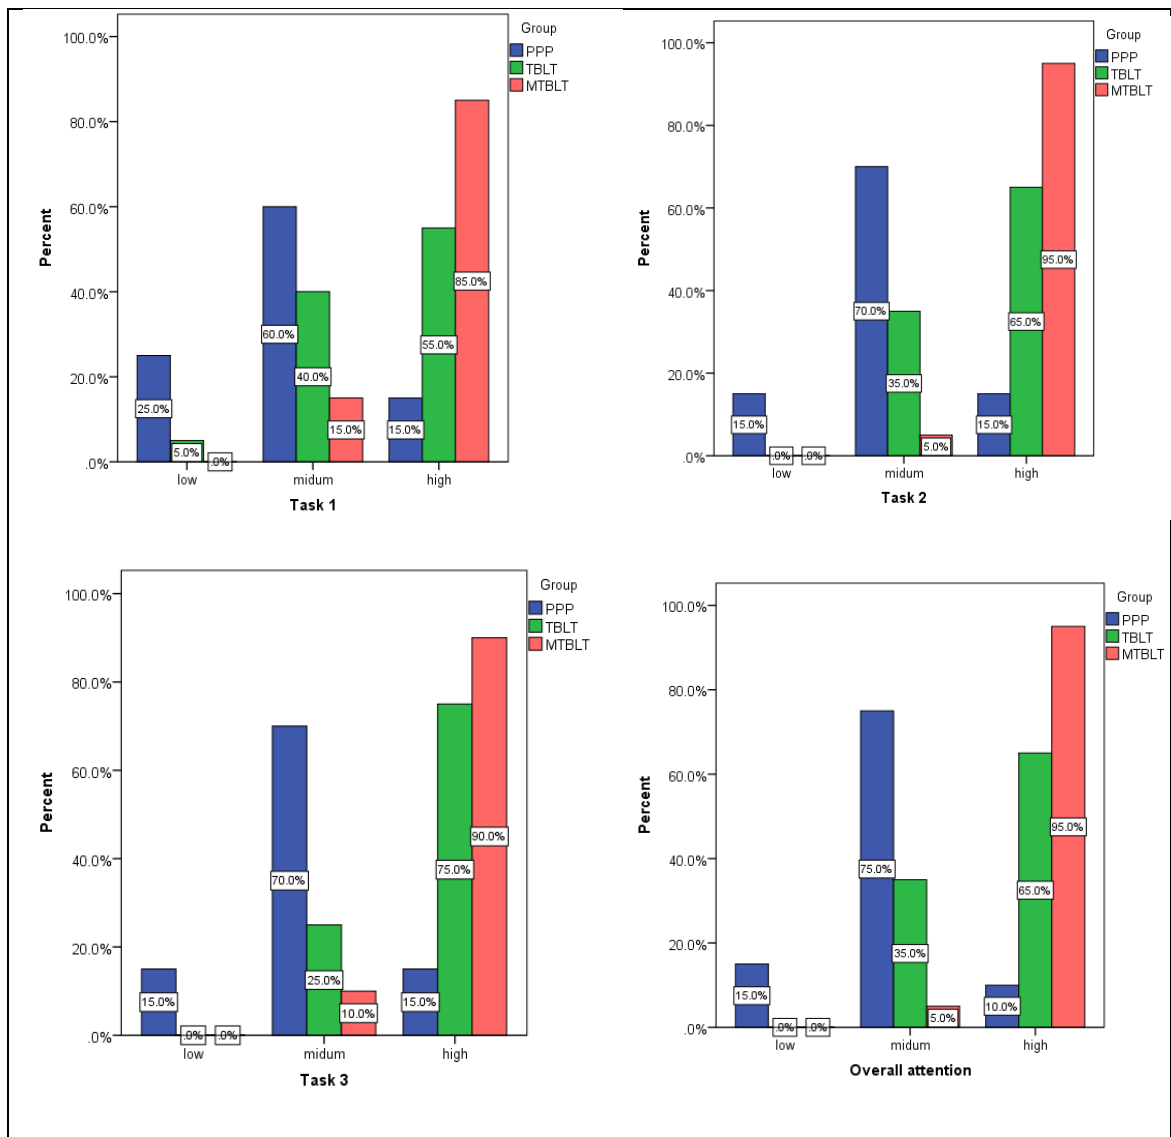 100.0%
80.0%
60.0%
40.0%
20.0%
.0%
Percent
25.0%
5.0%
.0%
60.0%
40.0%
15.0%
15.0%
55.0%
85.0%
low midum high
Task 1
Group
PPP
TBLT
MTBLT
100.0%
80.0%
60.0%
40.0%
20.0%
.0%
Percent
15.0%
.0%
.0%
70.0%
35.0%
5.0%
15.0%
65.0%
95.0%
low midum high
Task 2
Group
PPP
TBLT
MTBLT
100.0%
80.0%
60.0%
40.0%
20.0%
.0%
Percent
15.0%
.0%
.0%
70.0%
25.0%
10.0%
15.0%
75.0%
90.0%
low midum high
Task 3
Group
PPP
TBLT
MTBLT
100.0%
80.0%
60.0%
40.0%
20.0%
.0%
Percent
15.0%
.0%
.0%
75.0%
35.0%
5.0%
10.0%
65.0%
95.0%
low midum high
Overall attention
Group
PPP
TBLT
MTBLT